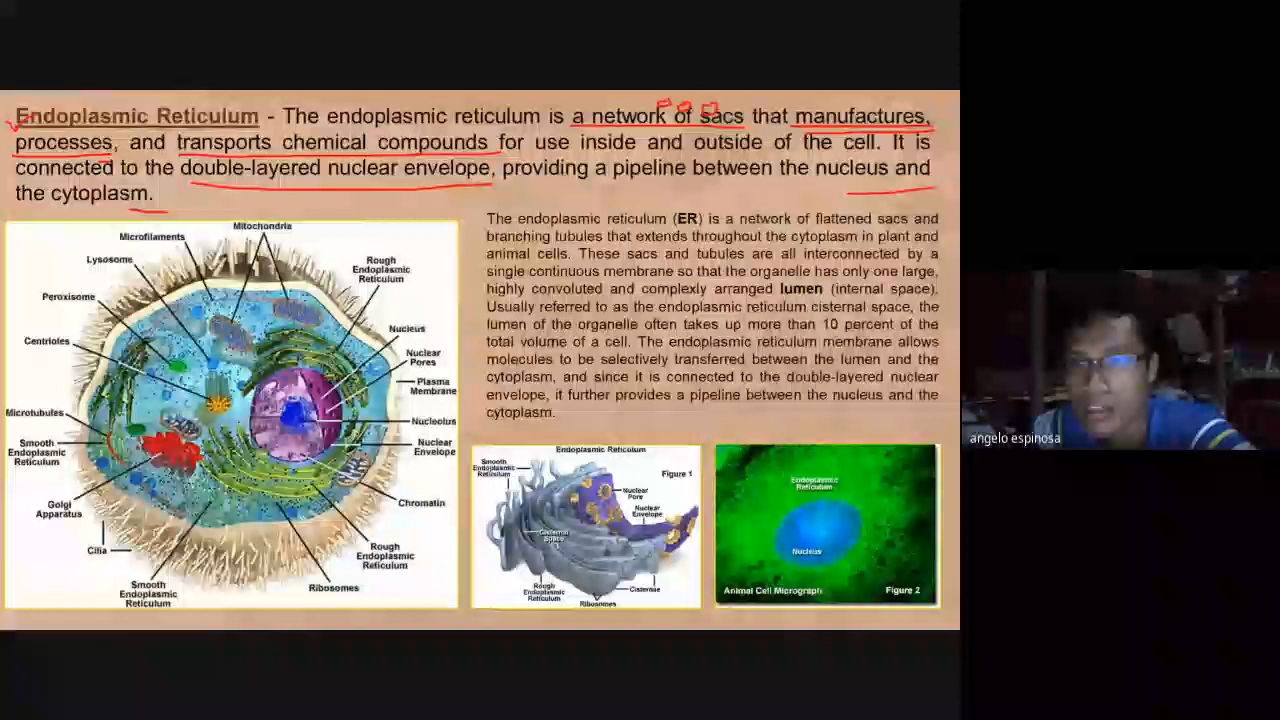 Endoplasmic Reticulum - The endoplasmic reticulum is a network of sacs that manufactures,
processes, and transports chemical compounds for use inside and outside of the cell. It is
connected to the double-layered nuclear envelope, providing a pipeline between the nucleus and
the cytoplasm.
Mitochondria
Microfilaments
Lysosome
Rough
Endoplasmic
Reticulum
Peroxisome
Nucleus
Centrioles
Nuclear
Pores
Plasma
Membrane
Microtubules
Nucleolus
Smooth
Endoplasmic
Reticulum
Nuclear
Envelope
Golgi
Apparatus
Chromatin
Cilia
Rough
Endoplasmic
Reticulum
Smooth
Endoplasmic
Reticulum
Ribosomes
The endoplasmic reticulum (ER) is a network of flattened sacs and
branching tubules that extends throughout the cytoplasm in plant and
animal cells. These sacs and tubules are all interconnected by a
single continuous membrane so that the organelle has only one large,
highly convoluted and complexly arranged lumen (internal space).
Usually referred to as the endoplasmic reticulum cisternal space, the
lumen of the organelle often takes up more than 10 percent of the
total volume of a cell. The endoplasmic reticulum membrane allows
molecules to be selectively transferred between the lumen and the
cytoplasm, and since it is connected to the double-layered nuclear
envelope, it further provides a pipeline between the nucleus and the
cytoplasm.
Endoplasmic Reticulum
Smooth
Endoplasmic
Reticulum
Figure 1
Nuclear
Pore
Nuclear
Envelope
Cisternal
Space
Rough
Endoplasmic
Reticulum
Cisternae
Ribosomes
Endoplasmic
Reticulum
Nucleus
Animal Cell Micrograph
Figure 2
angelo espinosa